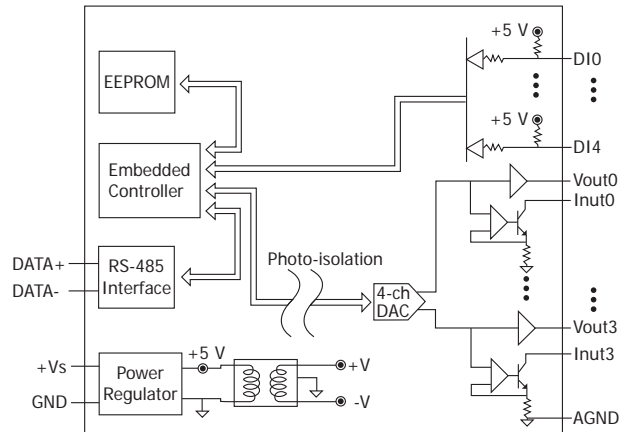 +5 V
DI0
EEPROM
+5 V
DI4
Embedded
Controller
Vout0
Inut0
DATA+
DATA-
RS-485
Interface
Photo-isolation
4-ch
DAC
Vout3
Inut3
+Vs
GND
Power
Regulator
+5 V
+V
-V
AGND